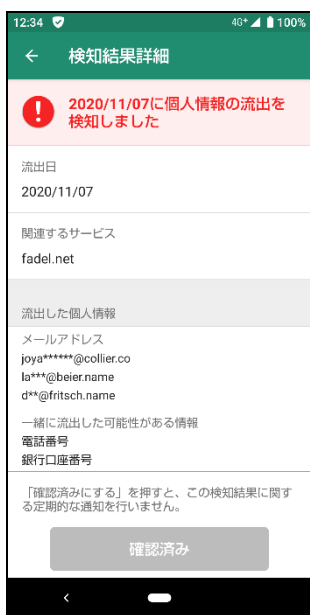 12:34 4G+ 100%
検知結果詳細
2020/11/07に個人情報の流出を
検知しました
流出日
2020/11/07
関連するサービス
fadel.net
流出した個人情報
メールアドレス
joya******@collier.co
la***@beier.name
d**@fritsch.name
一緒に流出した可能性がある情報
電話番号
銀行口座番号
「確認済みにする」を押すと、この検知結果に関す
る定期的な通知を行いません。
確認済み